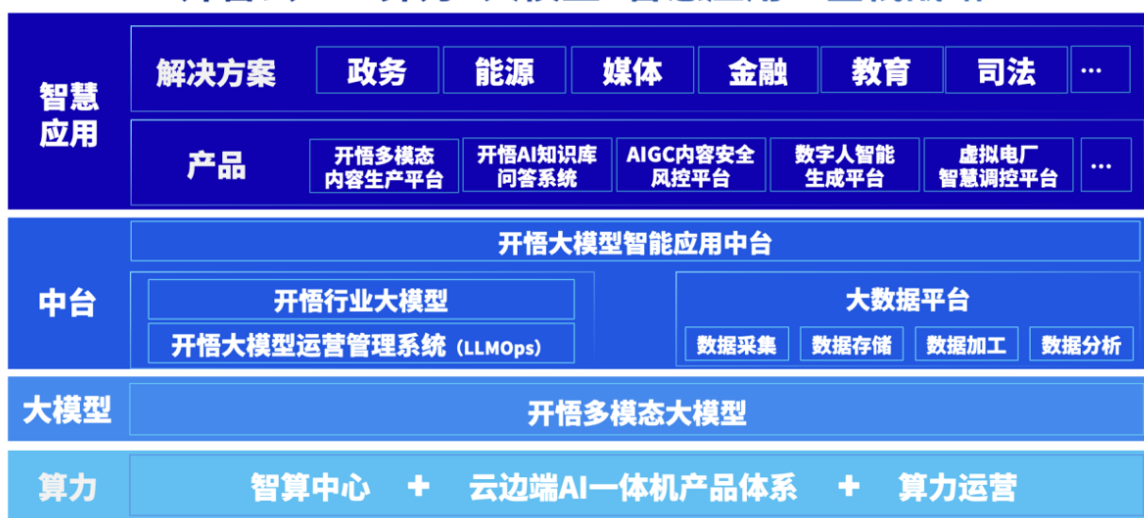 智慧
应用
解决方案
政务
能源
媒体
金融
教育
司法
...
产品
开悟多模态
内容生产平台
开悟AI知识库
问答系统
AIGC内容安全
风控平台
数字人智能
生成平台
虚拟电厂
智慧调控平台
...
中台
开悟大模型智能应用中台
开悟行业大模型
开悟大模型运营管理系统（LLMOps）
大数据平台
数据采集
数据存储
数据加工
数据分析
大模型
开悟多模态大模型
算力
智算中心 + 云边端AI一体机产品体系 + 算力运营